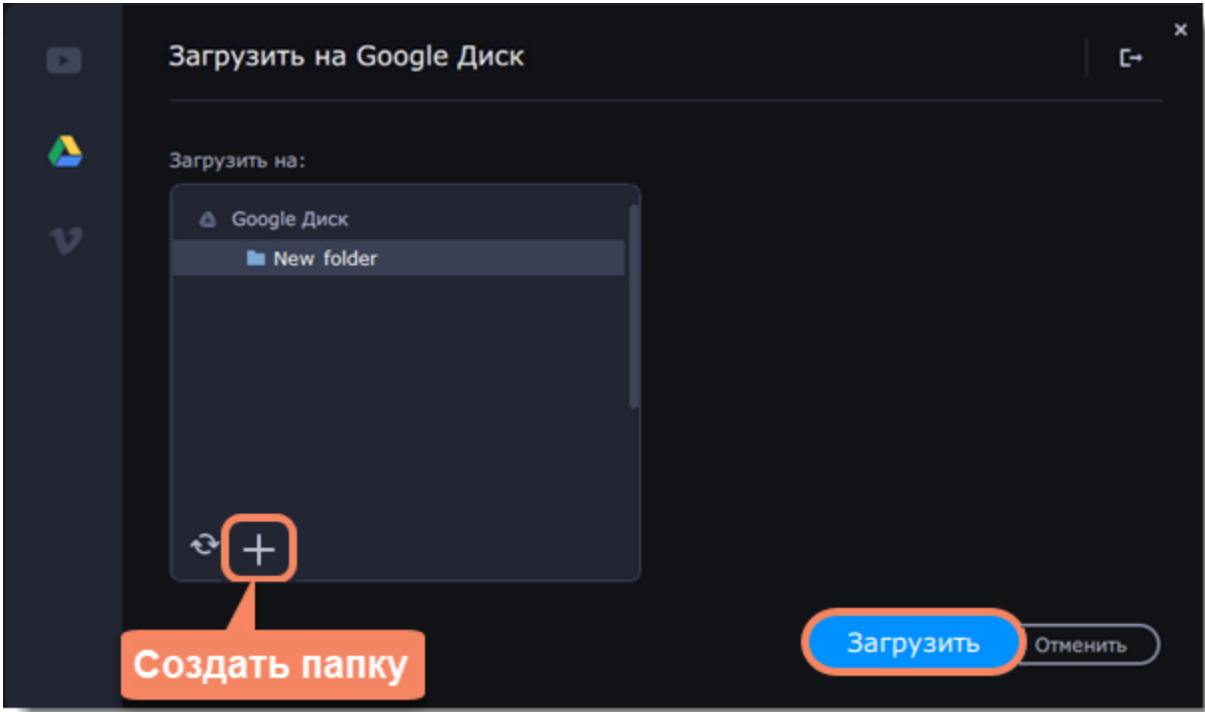 Загрузить на Google Диск
Загрузить на:
Google Диск
New folder
Создать папку
Загрузить
Отменить